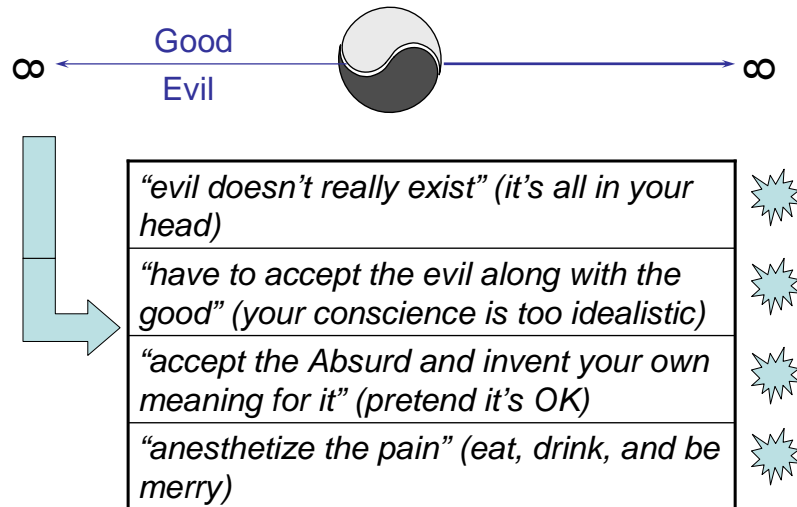 Good
∞ ∞
Evil
“evil doesn’t really exist” (it’s all in your
head)
“have to accept the evil along with the
good” (your conscience is too idealistic)
“accept the Absurd and invent your own
meaning for it” (pretend it’s OK)
“anesthetize the pain” (eat, drink, and be
merry)